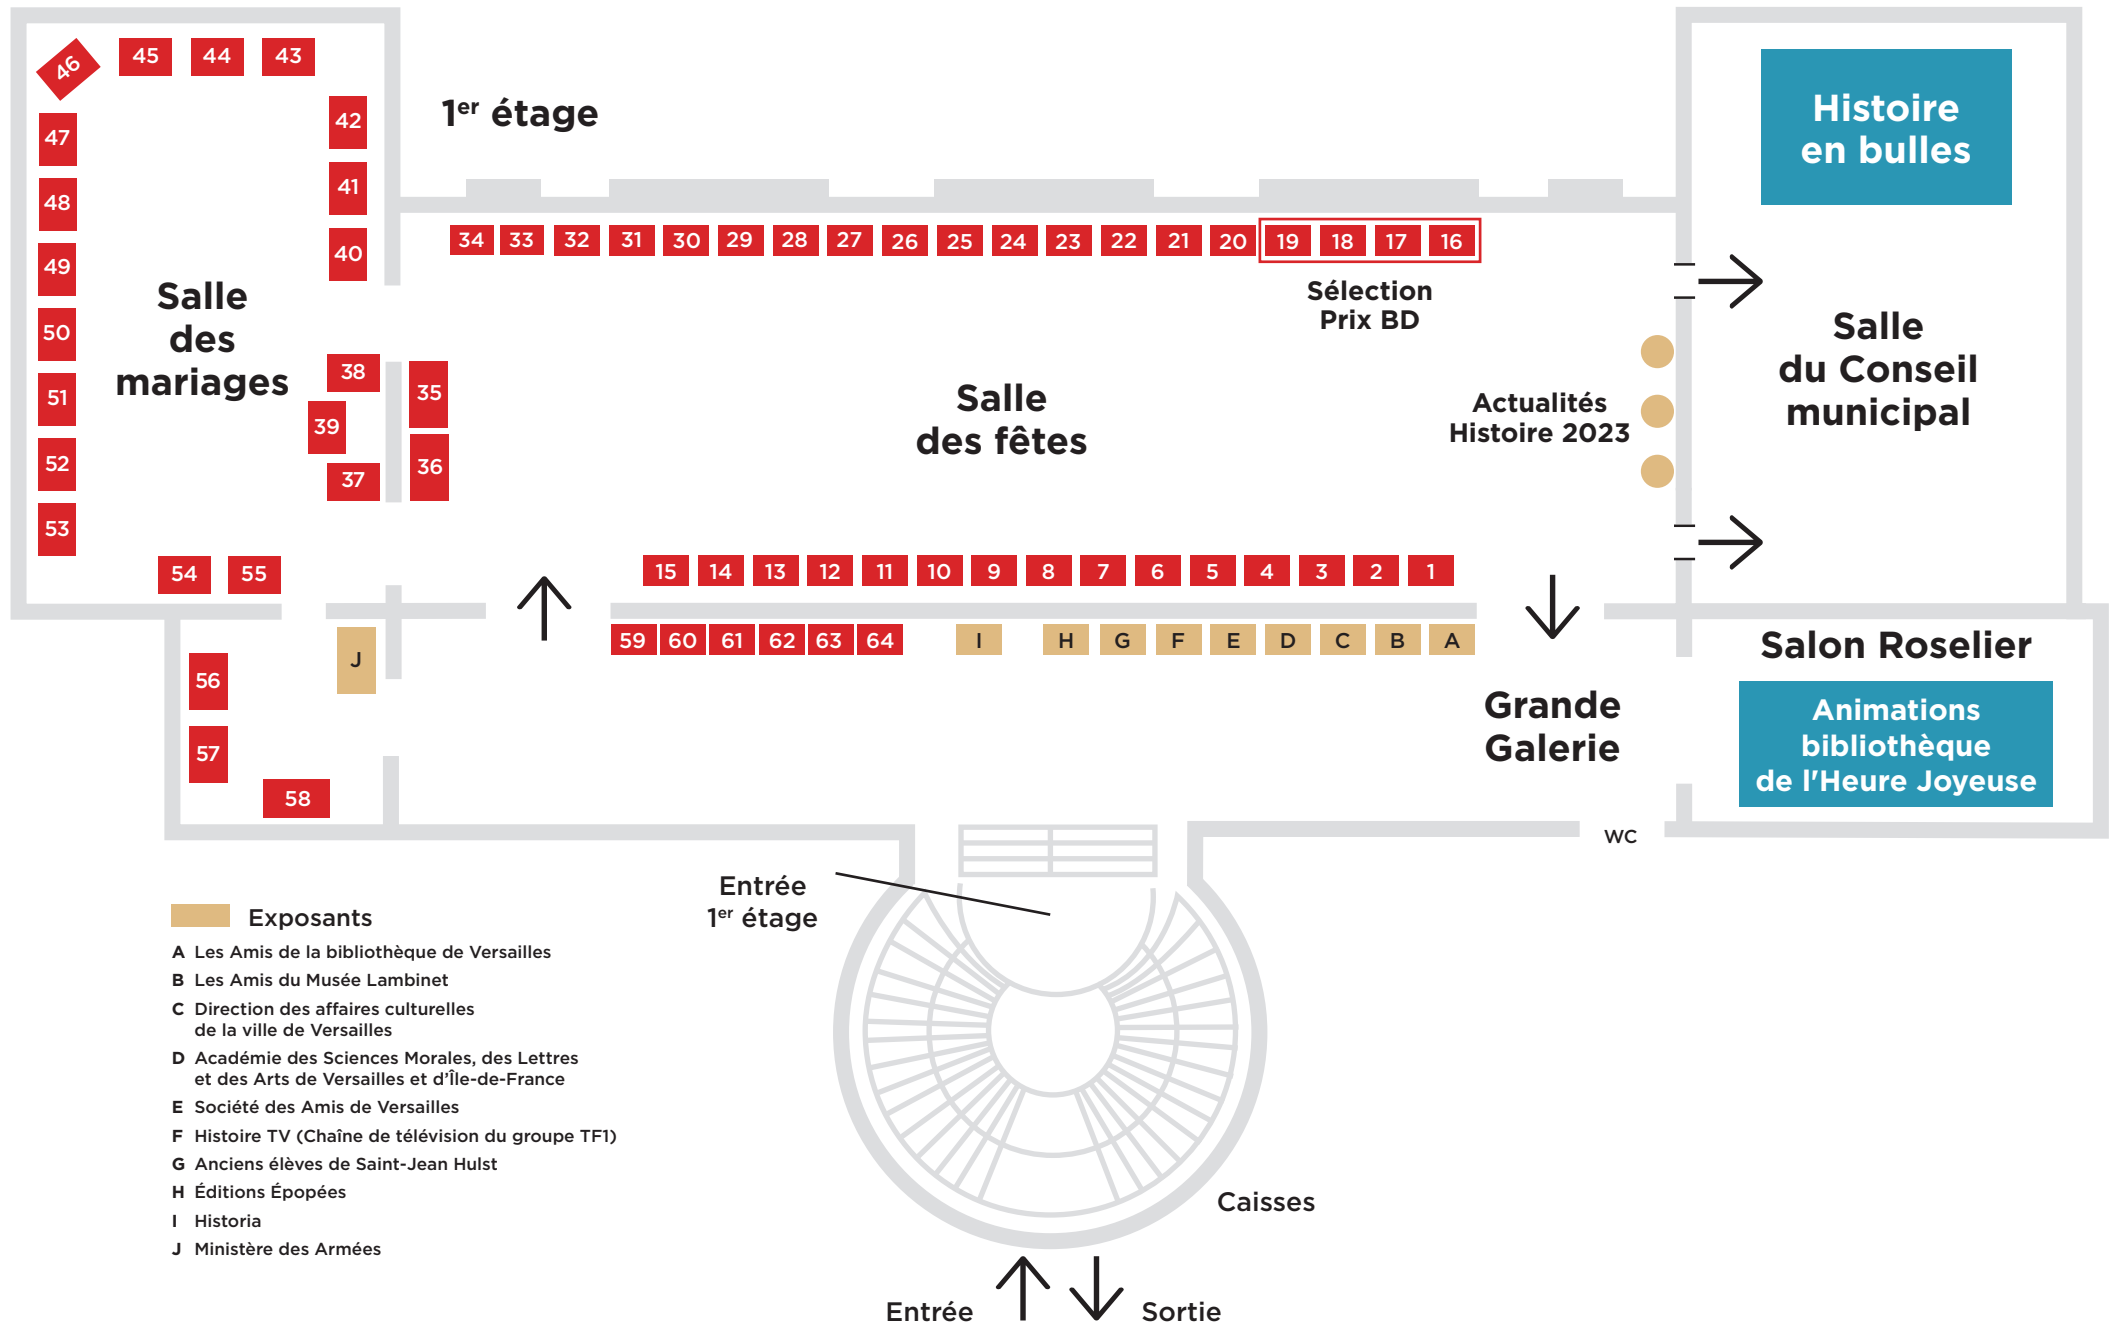 1er étage
45 44 43
46
42
47
41
48
40
49
50
51
52
53
54 55
Salle
des
mariages
38
39
37
35
36
34 33 32 31 30 29 28 27 26 25 24 23 22 21 20 19 18 17 16
Sélection
Prix BD
Salle
des fêtes
Actualités
Histoire 2023
Histoire
en bulles
Salle
du Conseil
municipal
15 14 13 12 11 10 9 8 7 6 5 4 3 2 1
59 60 61 62 63 64 I H G F E D C B A
J
56
57
58
Grande
Galerie
Salon Roselier
Animations
bibliothèque
de l'Heure Joyeuse
WC
Entrée
1er étage
Exposants
A Les Amis de la bibliothèque de Versailles
B Les Amis du Musée Lambinet
C Direction des affaires culturelles
de la ville de Versailles
D Académie des Sciences Morales, des Lettres
et des Arts de Versailles et d’Île-de-France
E Société des Amis de Versailles
F Histoire TV (Chaîne de télévision du groupe TF1)
G Anciens élèves de Saint-Jean Hulst
H Éditions Épopées
I Historia
J Ministère des Armées
Caisses
Entrée
Sortie